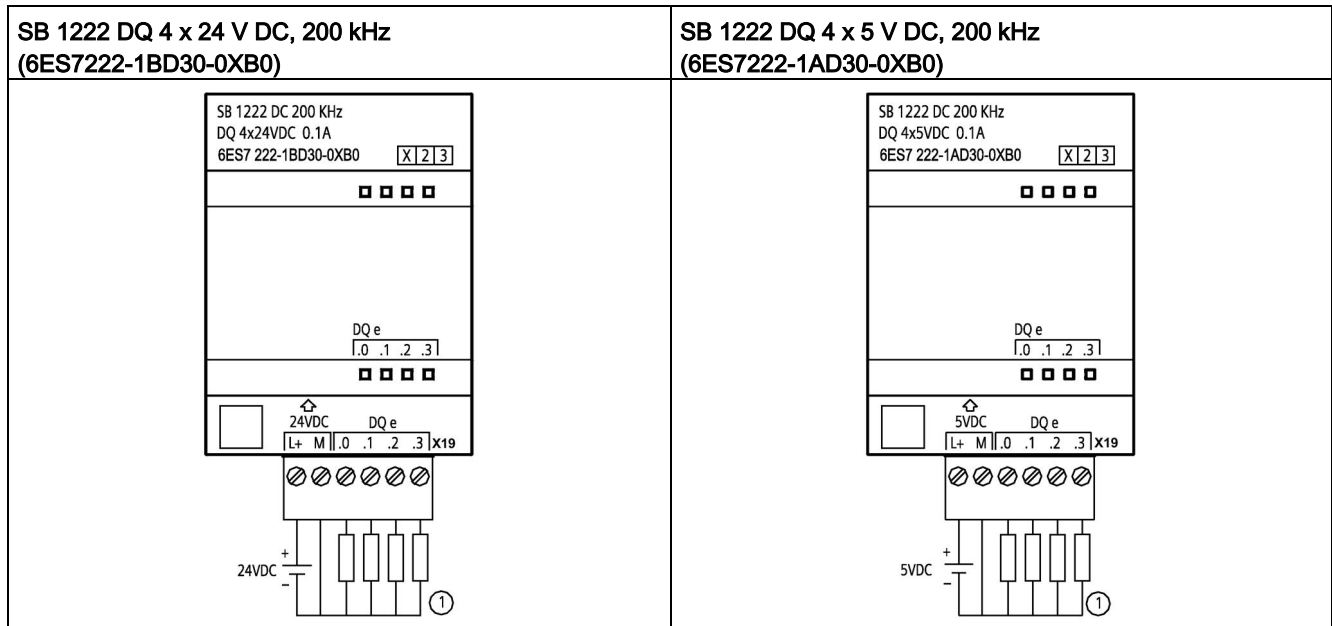 SB 1222 DQ 4 x 24 V DC, 200 kHz
(6ES7222-1BD30-0XB0)
SB 1222 DQ 4 x 5 V DC, 200 kHz
(6ES7222-1AD30-0XB0)
SB 1222 DC 200 KHz
DQ 4x24VDC 0.1A
6ES7 222-1BD30-0XB0 X 2 3
DQ e
.0 .1 .2 .3
24VDC DQ e
L+ M .0 .1 .2 .3 X19
+
24VDC
–
1
SB 1222 DC 200 KHz
DQ 4x5VDC 0.1A
6ES7 222-1AD30-0XB0 X 2 3
DQ e
.0 .1 .2 .3
5VDC DQ e
L+ M .0 .1 .2 .3 X19
+
5VDC
–
1